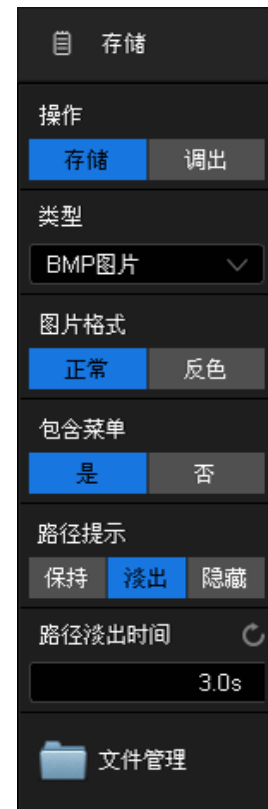 存储
操作
存储 调出
类型
BMP图片
图片格式
正常 反色
包含菜单
是 否
路径提示
保持 淡出 隐藏
路径淡出时间
3.0s
文件管理